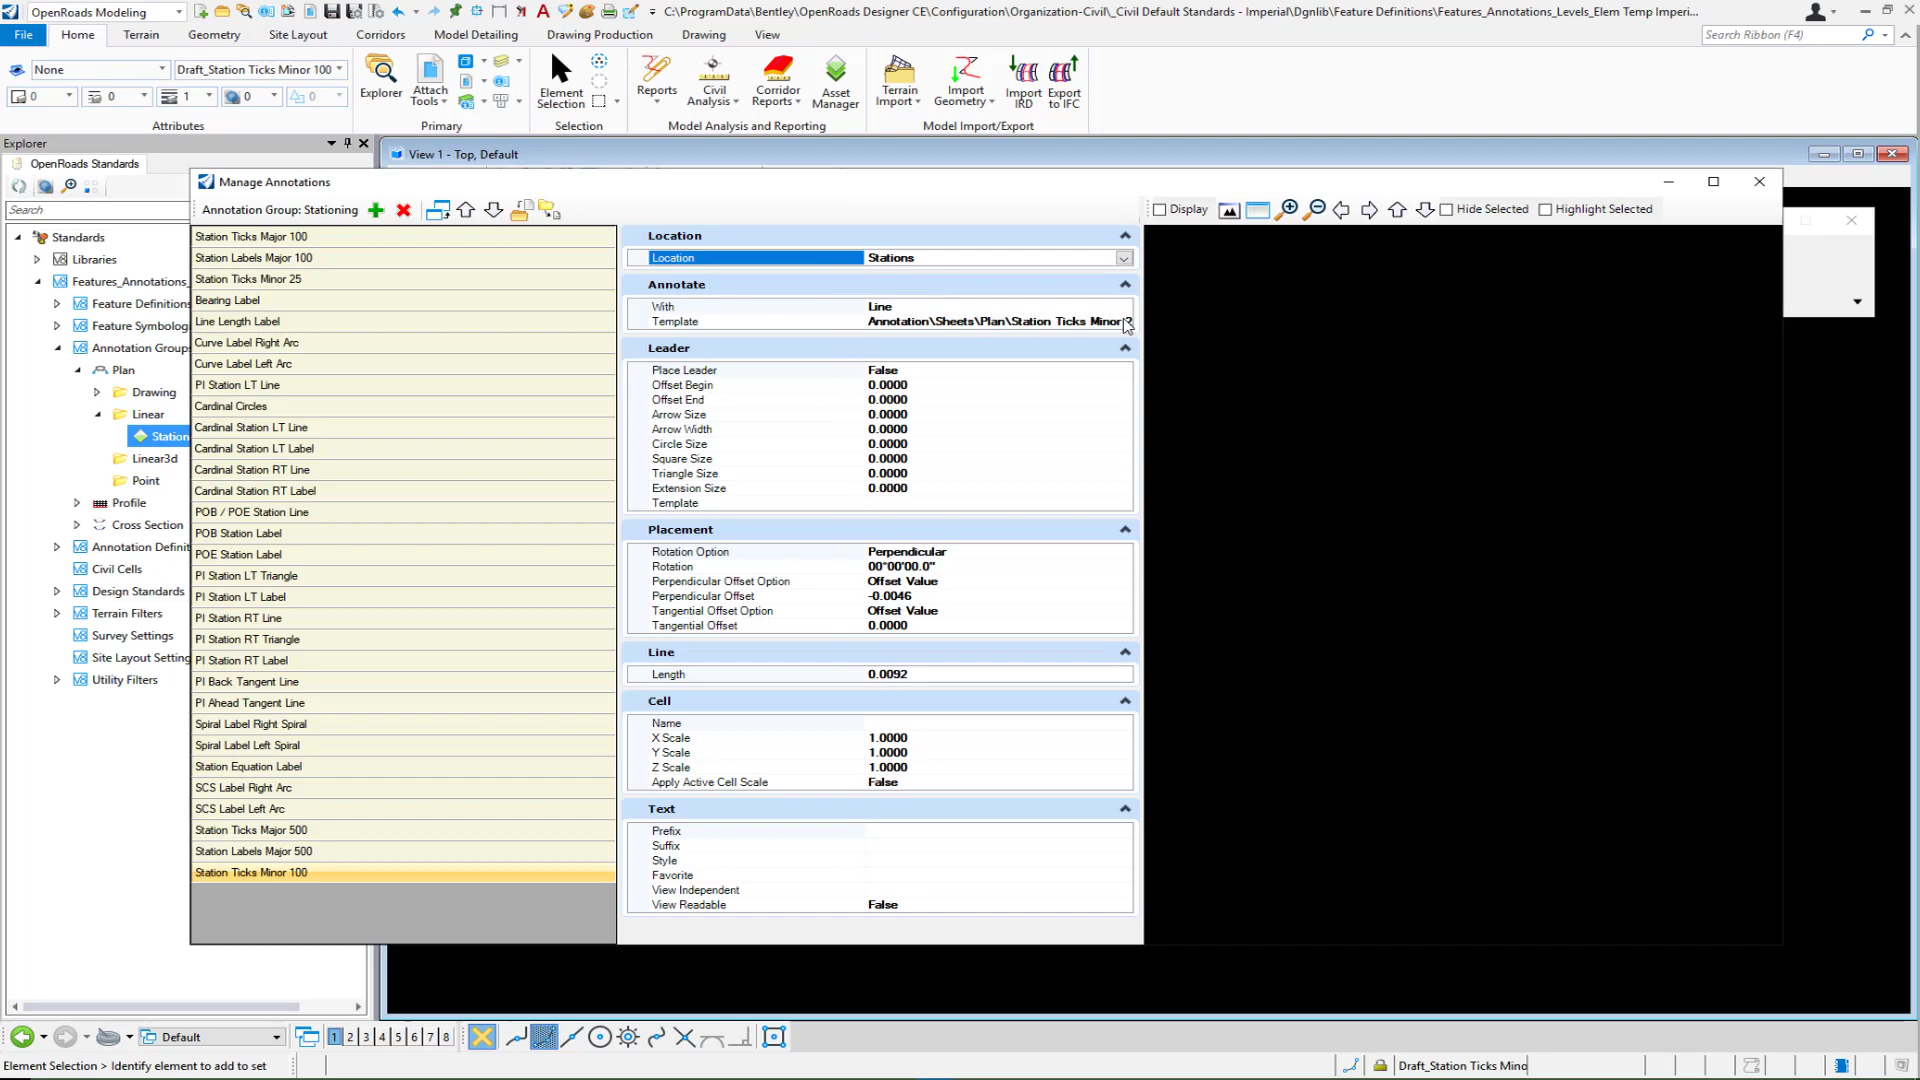 OpenRoads Modeling
C:\ProgramData\Bentley\OpenRoads Designer CE\Configuration\Organization-Civil\_Civil Default Standards - Imperial\Dgnlib\Feature Definitions\Features_Annotations_Levels_Elem Temp Imperi...
File Home Terrain Geometry Site Layout Corridors Model Detailing Drawing Production Drawing View
Search Ribbon (F4)
None Draft_Station Ticks Minor 100
0 0 1 0 0
Attributes
Explorer
Attach Tools
Primary
Element Selection
Selection
Reports
Civil Analysis
Corridor Reports
Asset Manager
Model Analysis and Reporting
Terrain Import
Import Geometry
Import IRD
Export to IFC
Model Import/Export
Explorer
OpenRoads Standards
Search
Standards
Libraries
Features_Annotations_
Feature Definitions
Feature Symbolog
Annotation Groups
Plan
Drawing
Linear
Station
Linear3d
Point
Profile
Cross Section
Annotation Definit
Civil Cells
Design Standards
Terrain Filters
Survey Settings
Site Layout Setting
Utility Filters
View 1 - Top, Default
Manage Annotations
Annotation Group: Stationing
Display
Hide Selected
Highlight Selected
Station Ticks Major 100
Station Labels Major 100
Station Ticks Minor 25
Bearing Label
Line Length Label
Curve Label Right Arc
Curve Label Left Arc
PI Station LT Line
Cardinal Circles
Cardinal Station LT Line
Cardinal Station LT Label
Cardinal Station RT Line
Cardinal Station RT Label
POB / POE Station Line
POB Station Label
POE Station Label
PI Station LT Triangle
PI Station LT Label
PI Station RT Line
PI Station RT Triangle
PI Station RT Label
PI Back Tangent Line
PI Ahead Tangent Line
Spiral Label Right Spiral
Spiral Label Left Spiral
Station Equation Label
SCS Label Right Arc
SCS Label Left Arc
Station Ticks Major 500
Station Labels Major 500
Station Ticks Minor 100
Location
Location Stations
Annotate
With Line
Template Annotation\Sheets\Plan\Station Ticks Minor
Leader
Place Leader False
Offset Begin 0.0000
Offset End 0.0000
Arrow Size 0.0000
Arrow Width 0.0000
Circle Size 0.0000
Square Size 0.0000
Triangle Size 0.0000
Extension Size 0.0000
Template
Placement
Rotation Option Perpendicular
Rotation 00°00'00.0"
Perpendicular Offset Option Offset Value
Perpendicular Offset -0.0046
Tangential Offset Option Offset Value
Tangential Offset 0.0000
Line
Length 0.0092
Cell
Name
X Scale 1.0000
Y Scale 1.0000
Z Scale 1.0000
Apply Active Cell Scale False
Text
Prefix
Suffix
Style
Favorite
View Independent
View Readable False
Default
1 2 3 4 5 6 7 8
Element Selection > Identify element to add to set
Draft_Station Ticks Mino